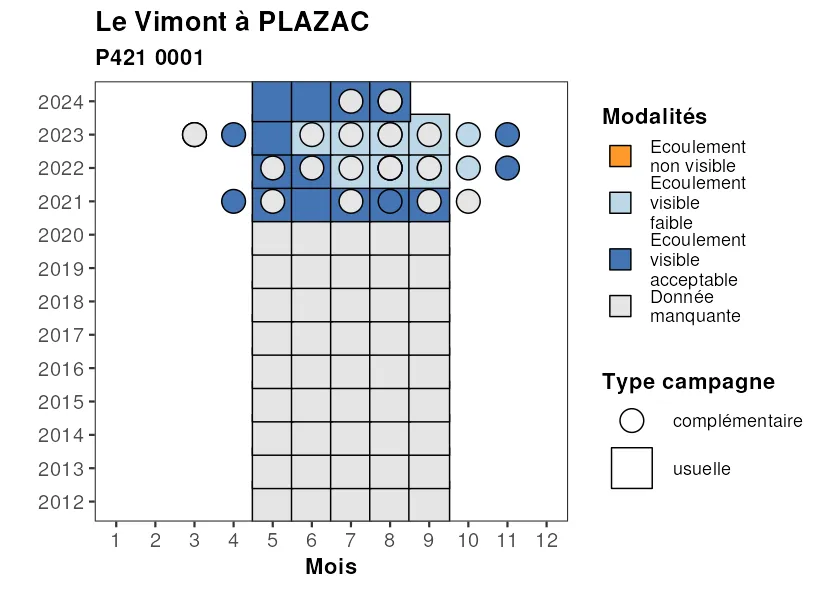 Le Vimont à PLAZAC
P421 0001
2024
2023
2022
2021
2020
2019
2018
2017
2016
2015
2014
2013
2012
1 2 3 4 5 6 7 8 9 10 11 12
Mois
Modalités
Ecoulement
non visible
Ecoulement
visible
faible
Ecoulement
visible
acceptable
Donnée
manquante
Type campagne
complémentaire
usuelle